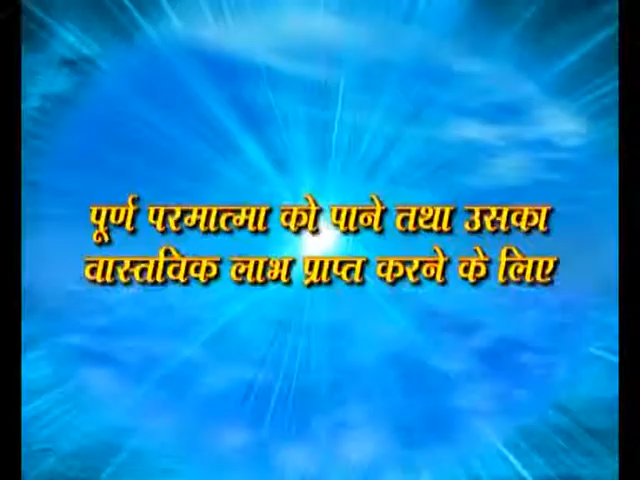 पूर्ण परमात्मा को पाने तथा उसका
वास्तविक लाभ प्राप्त करने के लिए